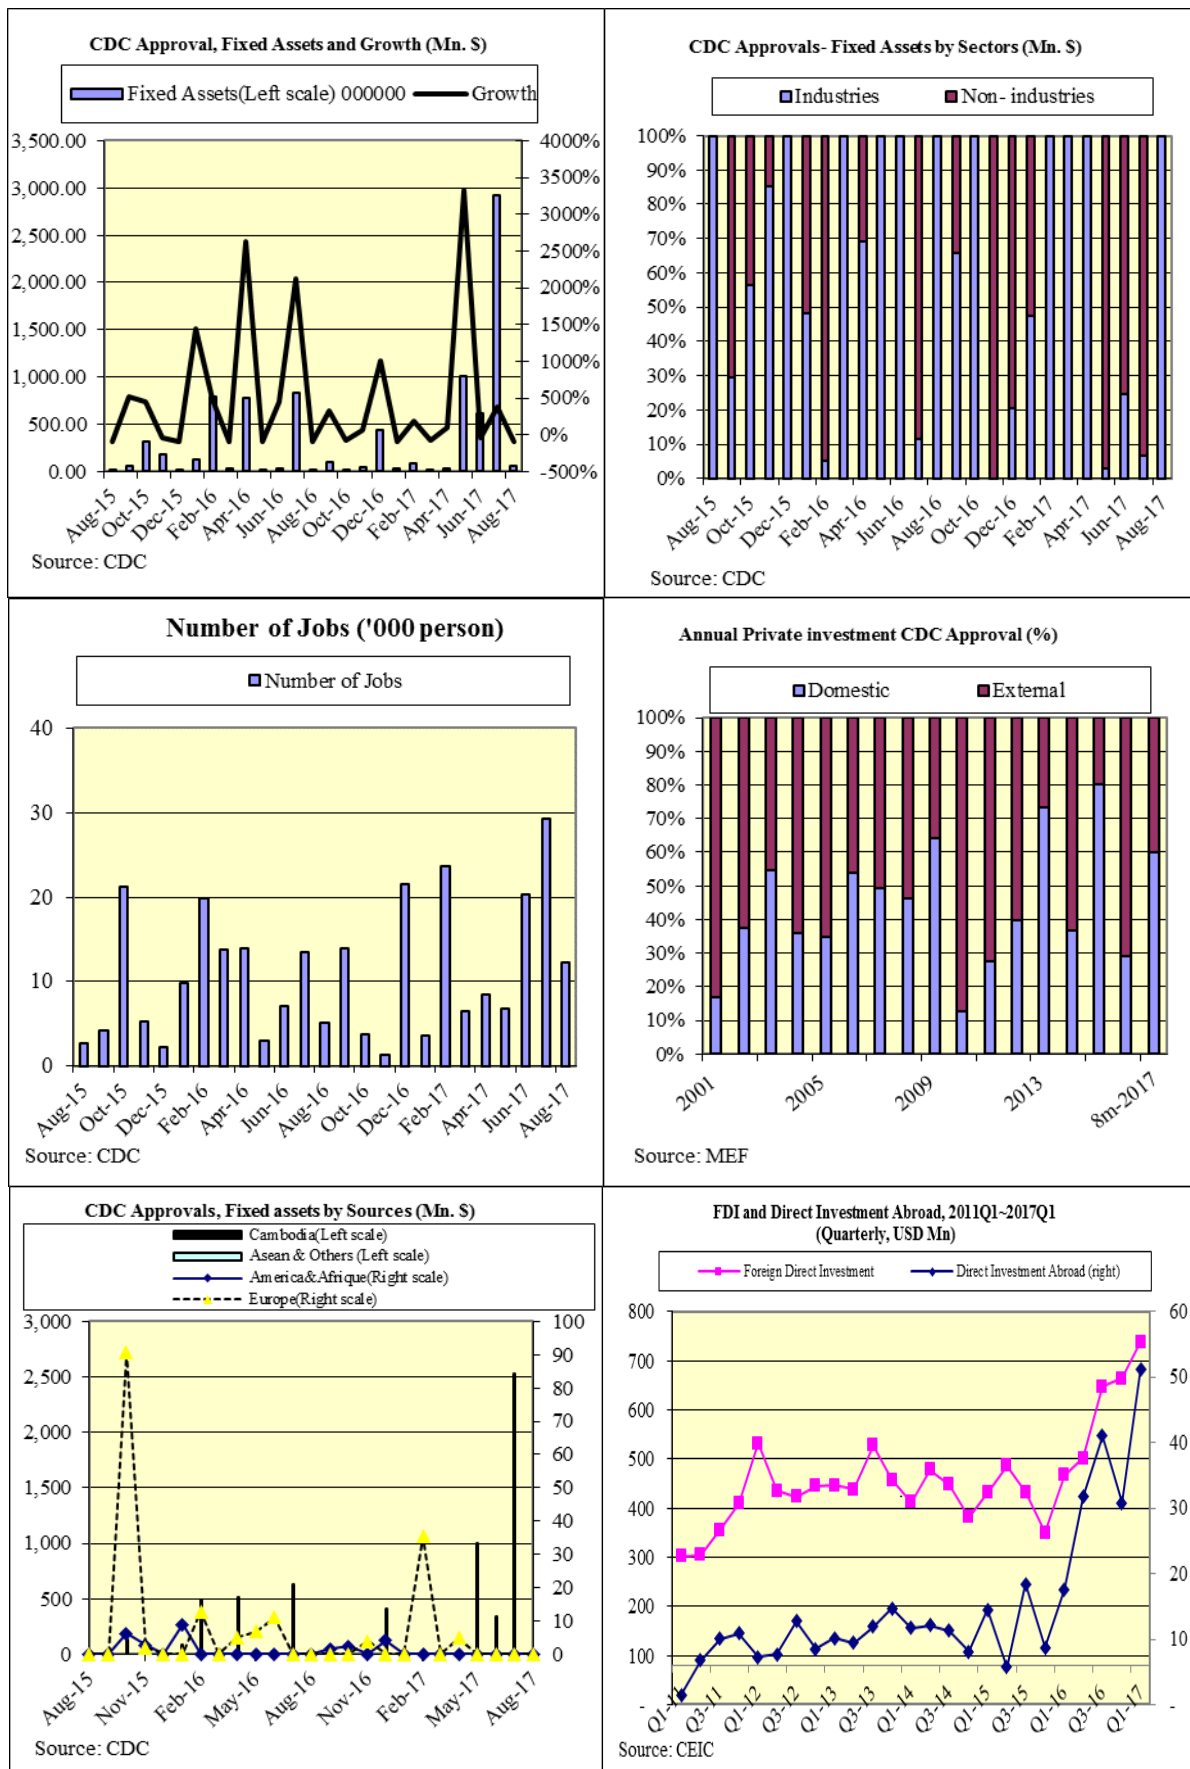 CDC Approval, Fixed Assets and Growth (Mn. $)
Fixed Assets(Left scale) 000000
Growth
3,500.00
3,000.00
2,500.00
2,000.00
1,500.00
1,000.00
500.00
0.00
4000%
3500%
3000%
2500%
2000%
1500%
1000%
500%
0%
-500%
Aug-15
Oct-15
Dec-15
Feb-16
Apr-16
Jun-16
Aug-16
Oct-16
Dec-16
Feb-17
Apr-17
Jun-17
Aug-17
Source: CDC
CDC Approvals- Fixed Assets by Sectors (Mn. $)
Industries
Non- industries
100%
90%
80%
70%
60%
50%
40%
30%
20%
10%
0%
Aug-15
Oct-15
Dec-15
Feb-16
Apr-16
Jun-16
Aug-16
Oct-16
Dec-16
Feb-17
Apr-17
Jun-17
Aug-17
Source: CDC
Number of Jobs ('000 person)
Number of Jobs
40
30
20
10
0
Aug-15
Oct-15
Dec-15
Feb-16
Apr-16
Jun-16
Aug-16
Oct-16
Dec-16
Feb-17
Apr-17
Jun-17
Aug-17
Source: CDC
Annual Private investment CDC Approval (%)
Domestic
External
100%
90%
80%
70%
60%
50%
40%
30%
20%
10%
0%
2001
2005
2009
2013
8m-2017
Source: MEF
CDC Approvals, Fixed assets by Sources (Mn. $)
Cambodia(Left scale)
Asean & Others (Left scale)
America&Afrique(Right scale)
Europe(Right scale)
3,000
2,500
2,000
1,500
1,000
500
0
100
90
80
70
60
50
40
30
20
10
0
Aug-15
Nov-15
Feb-16
May-16
Aug-16
Nov-16
Feb-17
May-17
Aug-17
Source: CDC
FDI and Direct Investment Abroad, 2011Q1~2017Q1
(Quarterly, USD Mn)
Foreign Direct Investment
Direct Investment Abroad (right)
800
700
600
500
400
300
200
100
-
60
50
40
30
20
10
-
Q1-11
Q3-11
Q1-12
Q3-12
Q1-13
Q3-13
Q1-14
Q3-14
Q1-15
Q3-15
Q1-16
Q3-16
Q1-17
Source: CEIC